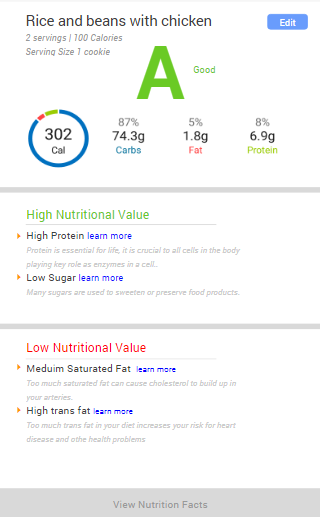 Rice and beans with chicken
Edit
2 servings | 100 Calories
Serving Size 1 cookie
A
Good
302
Cal
87%
74.3g
Carbs
5%
1.8g
Fat
8%
6.9g
Protein
High Nutritional Value
High Protein learn more
Protein is essential for life, it is crucial to all cells in the body
playing key role as enzymes in a cell..
Low Sugar learn more
Many sugars are used to sweeten or preserve food products.
Low Nutritional Value
Meduim Saturated Fat learn more
Too much saturated fat can cause cholesterol to build up in
your arteries.
High trans fat learn more
Too much trans fat in your diet increases your risk for heart
disease and othe health problems
View Nutrition Facts